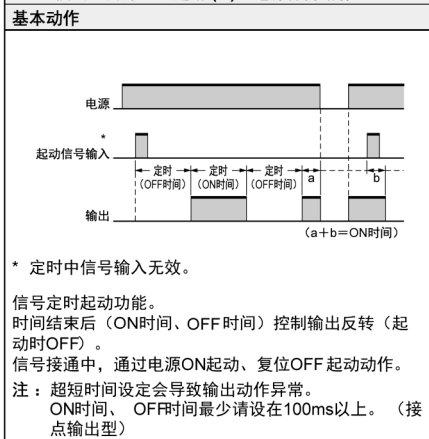 基本动作
电源
*
起动信号输入
定时 定时 定时 a b
（OFF时间） （ON时间） （OFF时间）
输出
（a＋b＝ON时间）
* 定时中信号输入无效。
信号定时起动功能。
时间结束后（ON时间、OFF时间）控制输出反转（起
动时OFF）。
信号接通中，通过电源ON起动、复位OFF起动动作。
注：超短时间设定会导致输出动作异常。
ON时间、 OFF时间最少请设在100ms以上。（接
点输出型）